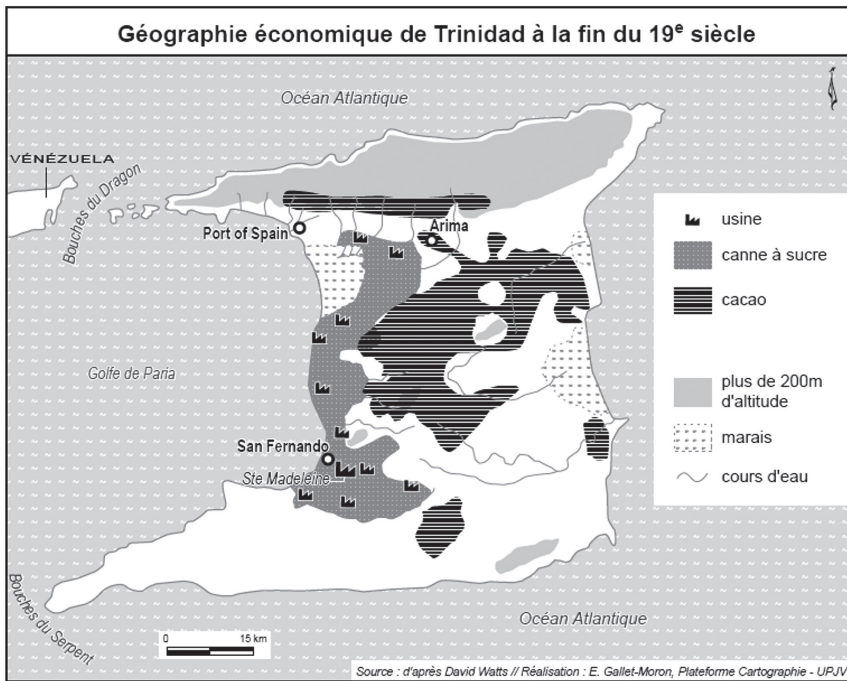 Géographie économique de Trinidad à la fin du 19e siècle
Océan Atlantique
VÉNÉZUELA
Bouches du Dragon
Port of Spain
Arima
usine
canne à sucre
cacao
Golfe de Paria
plus de 200m
d'altitude
marais
cours d'eau
San Fernando
Ste Madeleine
Bouches du Serpent
Océan Atlantique
0 15 km
Source : d'après David Watts // Réalisation : E. Gallet-Moron, Plateforme Cartographie - UPJV